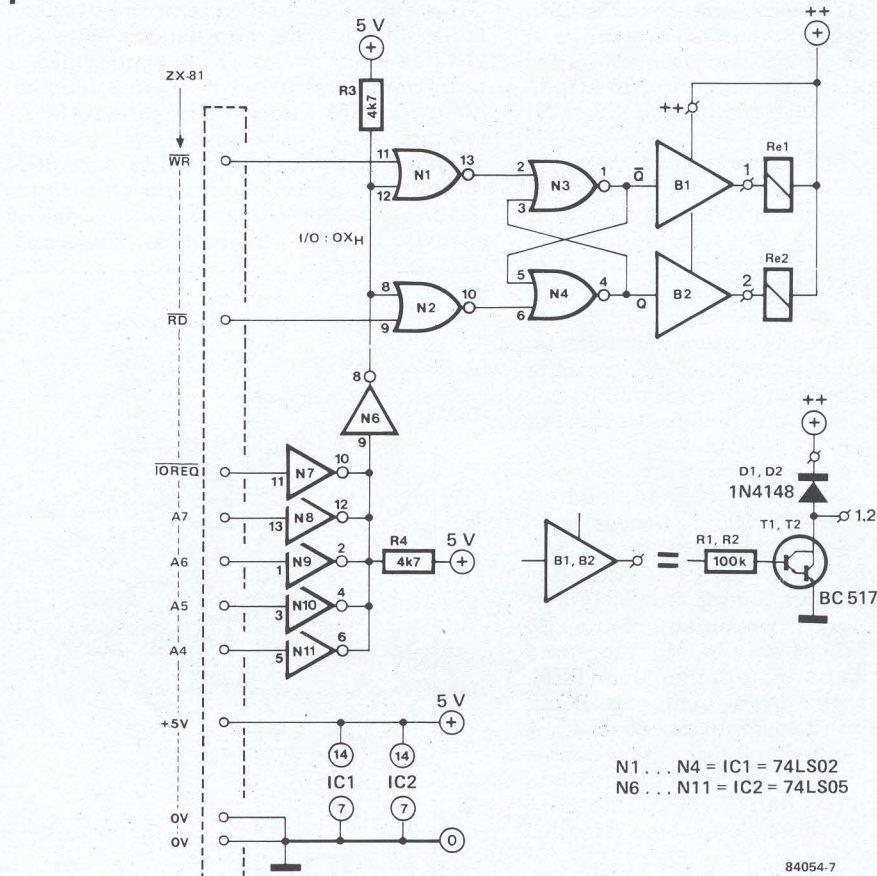 5 V
++
ZX-81
R3
4k7
++
WR
11
12
N1
13
2
3
N3
1
Q̅
B1
1
Re1
I/O : OX_H
8
9
N2
10
5
6
N4
4
Q
B2
2
Re2
RD
8
N6
9
IOREQ
11
N7
10
A7
13
N8
12
A6
1
N9
2
R4
4k7
5 V
A5
3
N10
4
A4
5
N11
6
++
D1, D2
1N4148
1,2
T1, T2
B1, B2
=
R1, R2
100k
BC 517
+5V
5 V
14
14
IC1
IC2
7
7
0V
0V
0
N1 . . . N4 = IC1 = 74LS02
N6 . . . N11 = IC2 = 74LS05
84054-7